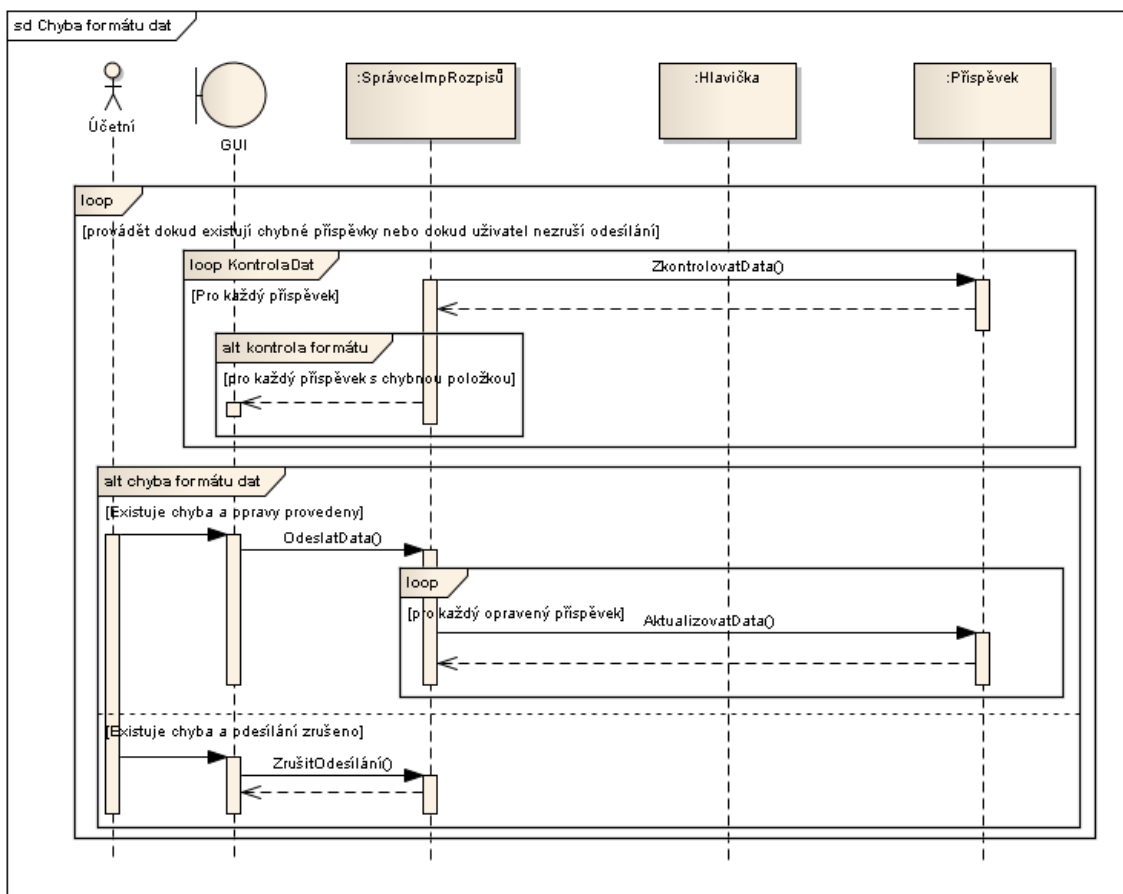 sd Chyba formátu dat
Účetní
GUI
:SprávceImpRozpisů
:Hlavička
:Příspěvek
loop
[provádět dokud existují chybné příspěvky nebo dokud uživatel nezruší odesílání]
loop KontrolaDat
ZkontrolovatData()
[Pro každý příspěvek]
alt kontrola formátu
[pro každý příspěvek s chybnou položkou]
alt chyba formátu dat
[Existuje chyba a opravy provedeny]
OdeslatData()
loop
[pro každý opravený příspěvek]
AktualizovatData()
[Existuje chyba a odesílání zrušeno]
ZrušitOdesílání()